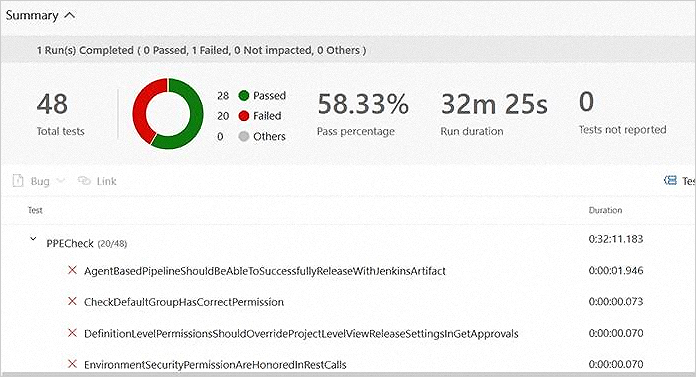 Summary
1 Run(s) Completed ( 0 Passed, 1 Failed, 0 Not impacted, 0 Others )
48
Total tests
28 Passed
20 Failed
0 Others
58.33%
Pass percentage
32m 25s
Run duration
0
Tests not reported
Bug Link
Test Duration
PPECheck (20/48) 0:32:11.183
AgentBasedPipelineShouldBeAbleToSuccessfullyReleaseWithJenkinsArtifact 0:00:01.946
CheckDefaultGroupHasCorrectPermission 0:00:00.073
DefinitionLevelPermissionsShouldOverrideProjectLevelViewReleaseSettingsInGetApprovals 0:00:00.070
EnvironmentSecurityPermissionAreHonoredInRestCalls 0:00:00.070